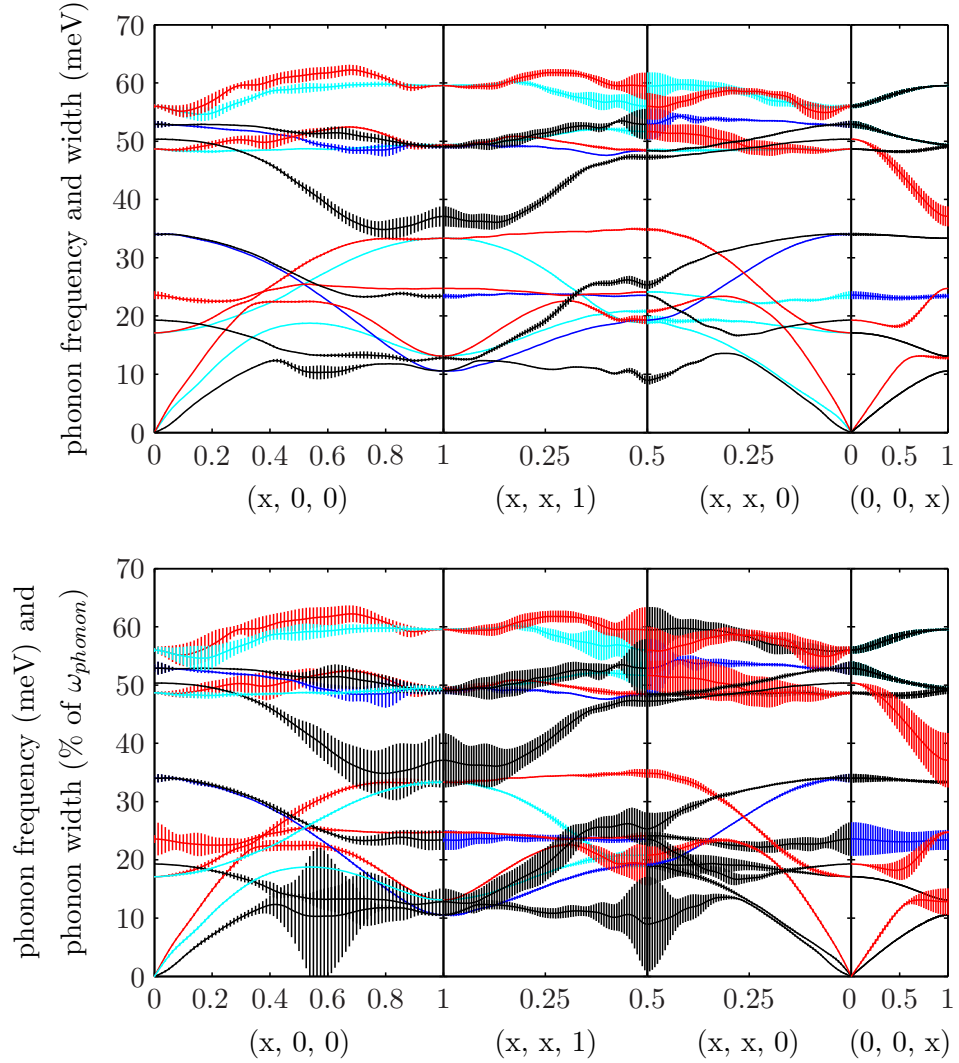 phonon frequency and width (meV)
70
60
50
40
30
20
10
0
0 0.2 0.4 0.6 0.8 1 0.25 0.5 0.25 0 0.5 1
(x, 0, 0) (x, x, 1) (x, x, 0) (0, 0, x)
phonon frequency (meV) and
phonon width (% of ω_phonon)
70
60
50
40
30
20
10
0
0 0.2 0.4 0.6 0.8 1 0.25 0.5 0.25 0 0.5 1
(x, 0, 0) (x, x, 1) (x, x, 0) (0, 0, x)